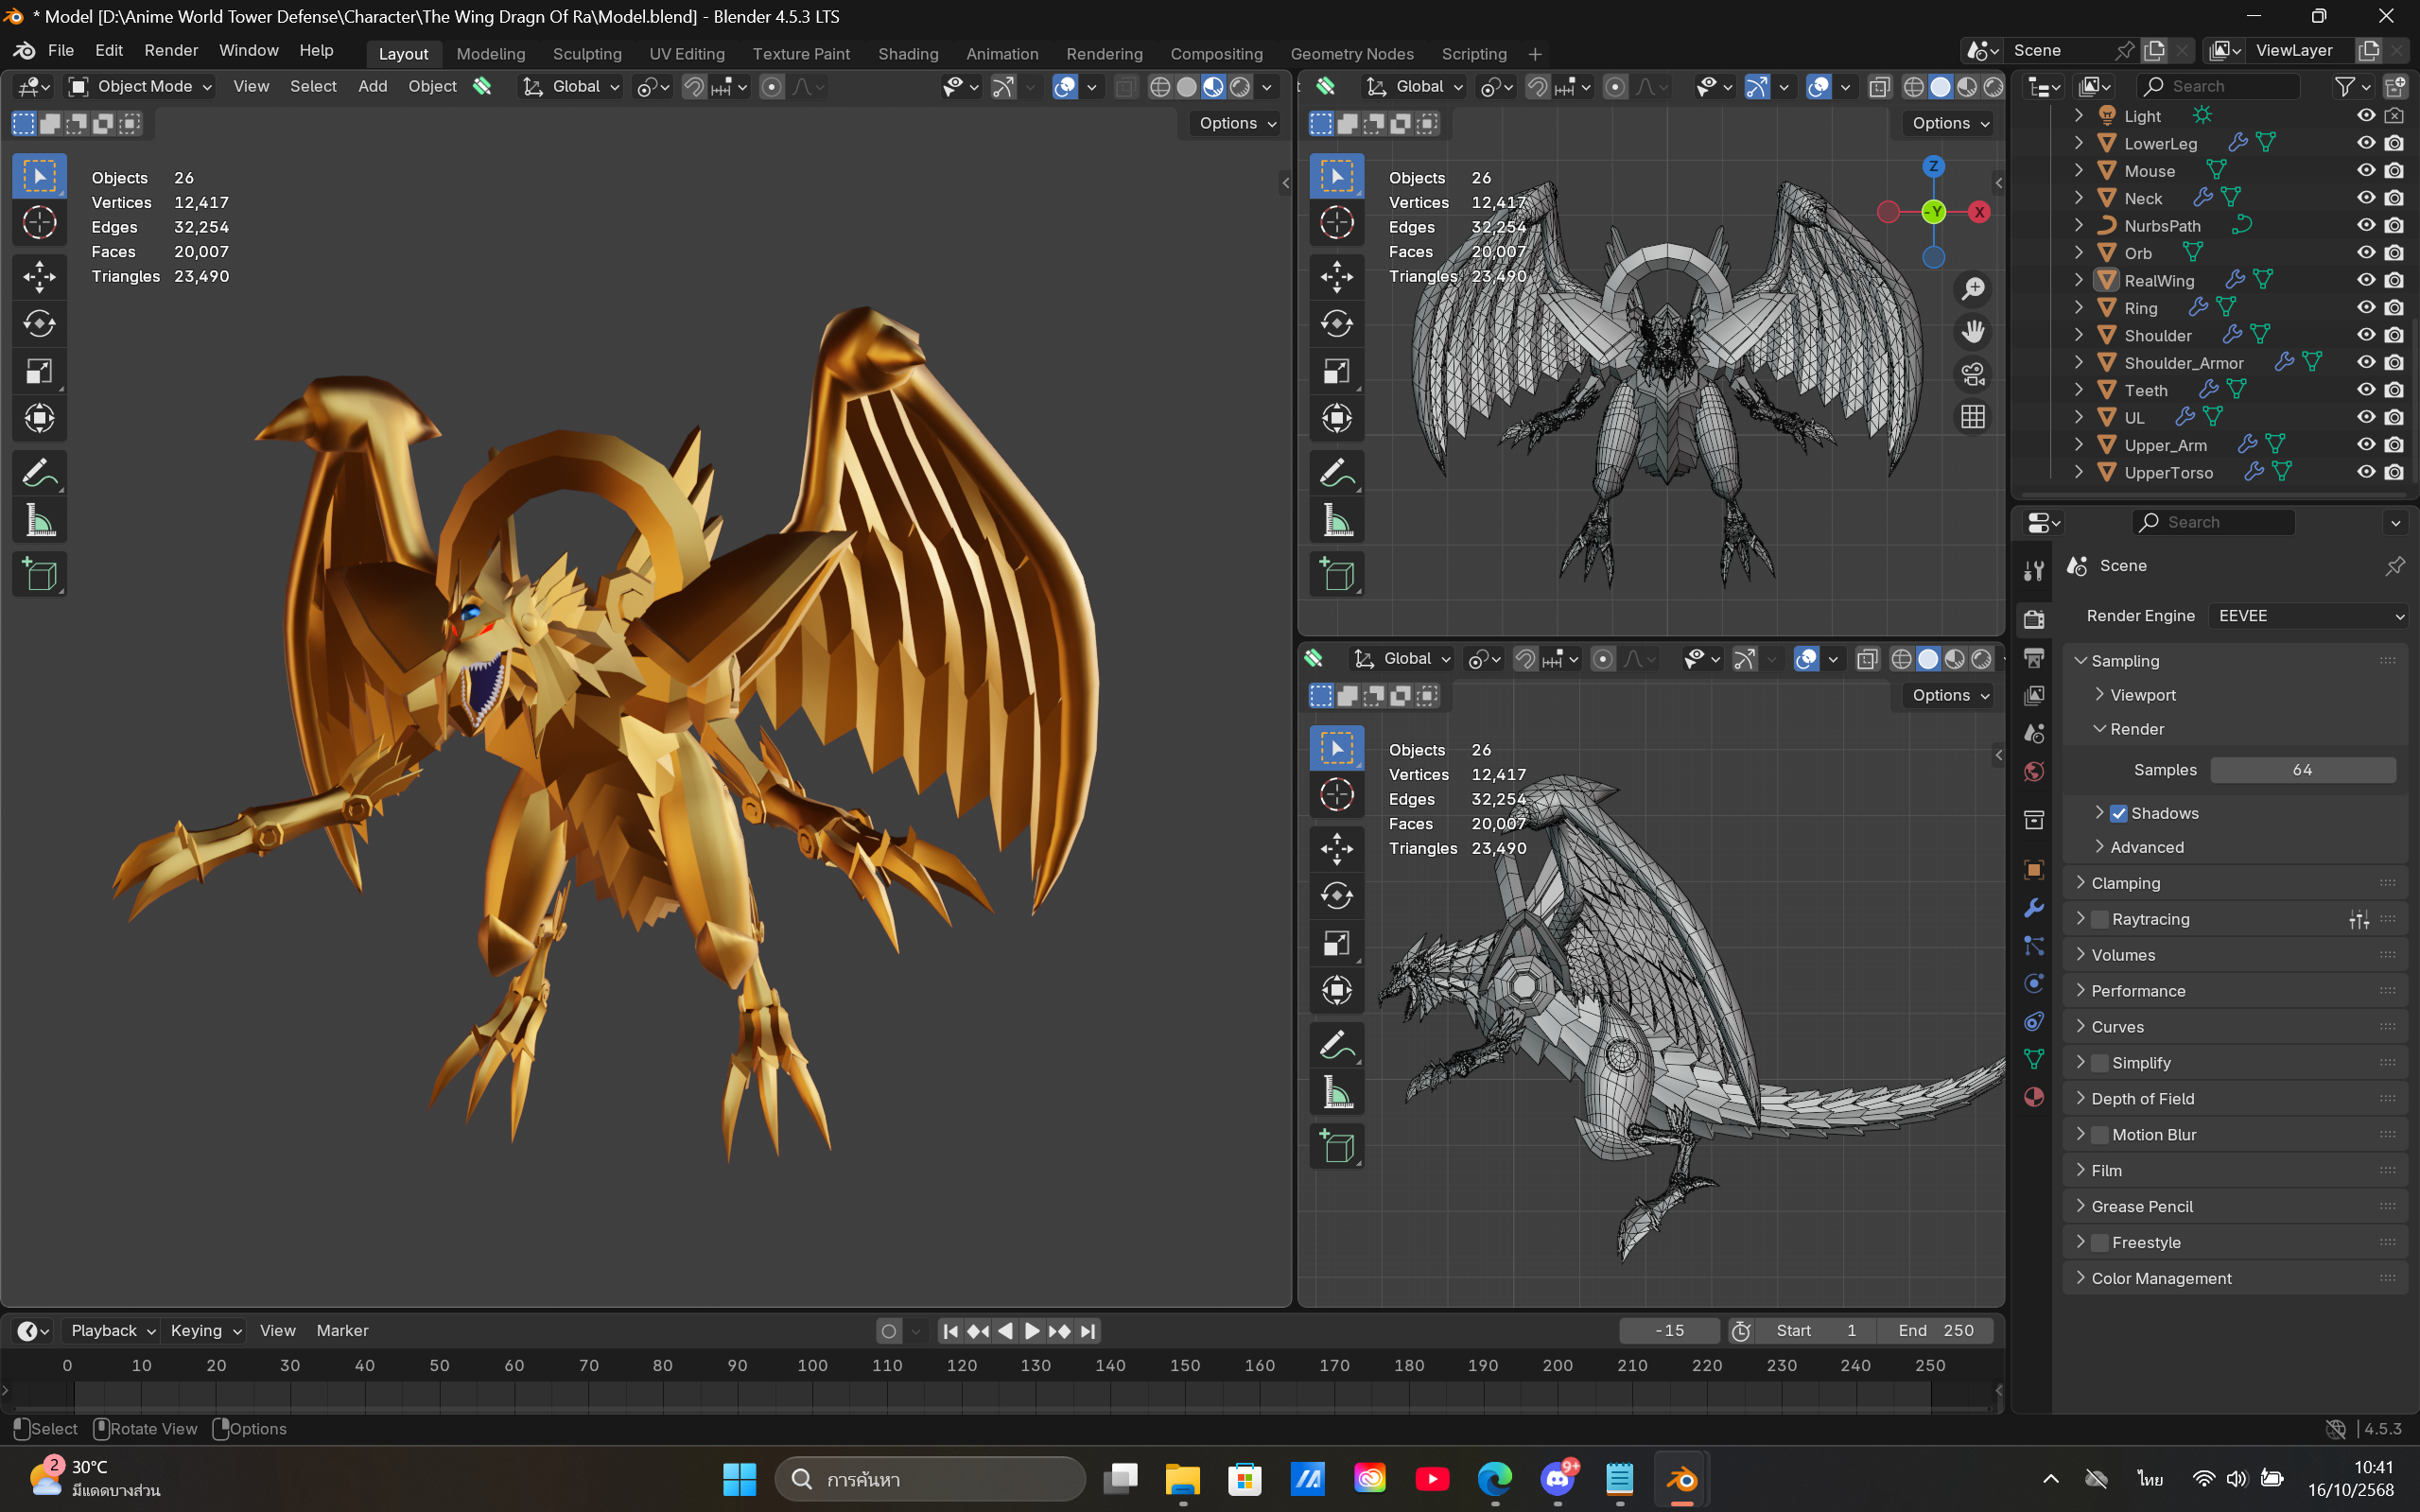 * Model [D:\Anime World Tower Defense\Character\The Wing Dragn Of Ra\Model.blend] - Blender 4.5.3 LTS
File Edit Render Window Help Layout Modeling Sculpting UV Editing Texture Paint Shading Animation Rendering Compositing Geometry Nodes Scripting + Scene ViewLayer
Object Mode View Select Add Object Global
Options
Objects 26
Vertices 12,417
Edges 32,254
Faces 20,007
Triangles 23,490
Global
Options
Objects 26
Vertices 12,417
Edges 32,254
Faces 20,007
Triangles 23,490
Z
-Y
X
Global
Options
Objects 26
Vertices 12,417
Edges 32,254
Faces 20,007
Triangles 23,490
Search
Light
LowerLeg
Mouse
Neck
NurbsPath
Orb
RealWing
Ring
Shoulder
Shoulder_Armor
Teeth
UL
Upper_Arm
UpperTorso
Search
Scene
Render Engine EEVEE
Sampling
Viewport
Render
Samples 64
Shadows
Advanced
Clamping
Raytracing
Volumes
Performance
Curves
Simplify
Depth of Field
Motion Blur
Film
Grease Pencil
Freestyle
Color Management
Playback Keying View Marker -15 Start 1 End 250
0 10 20 30 40 50 60 70 80 90 100 110 120 130 140 150 160 170 180 190 200 210 220 230 240 250
Select Rotate View Options 4.5.3
2 30°C
มีแดดบางส่วน
การค้นหา
9+
ไทย
10:41
16/10/2568